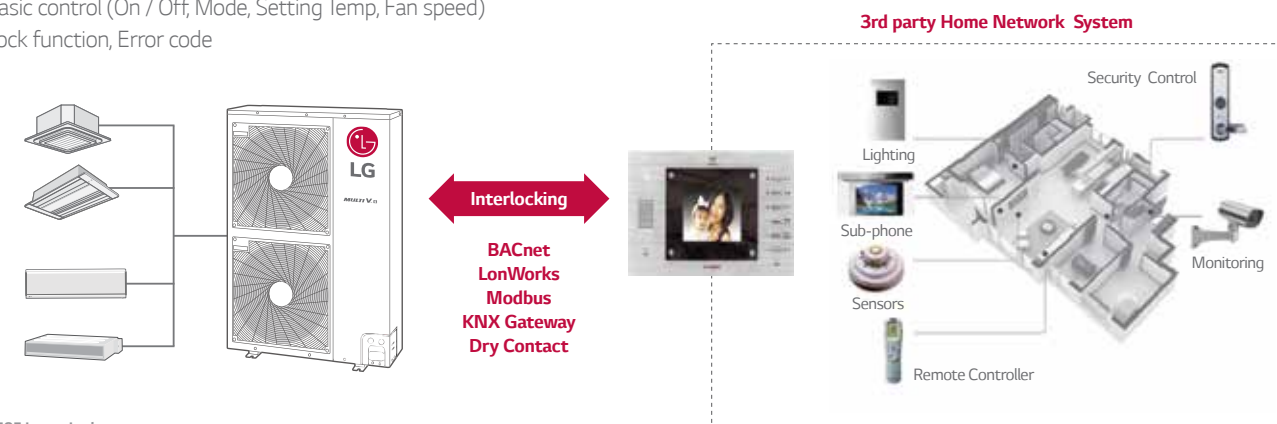 asic control (On / Off, Mode, Setting Temp, Fan speed)
ock function, Error code
3rd party Home Network System
LG
MULTI V
Interlocking
BACnet
LonWorks
Modbus
KNX Gateway
Dry Contact
Security Control
Lighting
Sub-phone
Sensors
Monitoring
Remote Controller